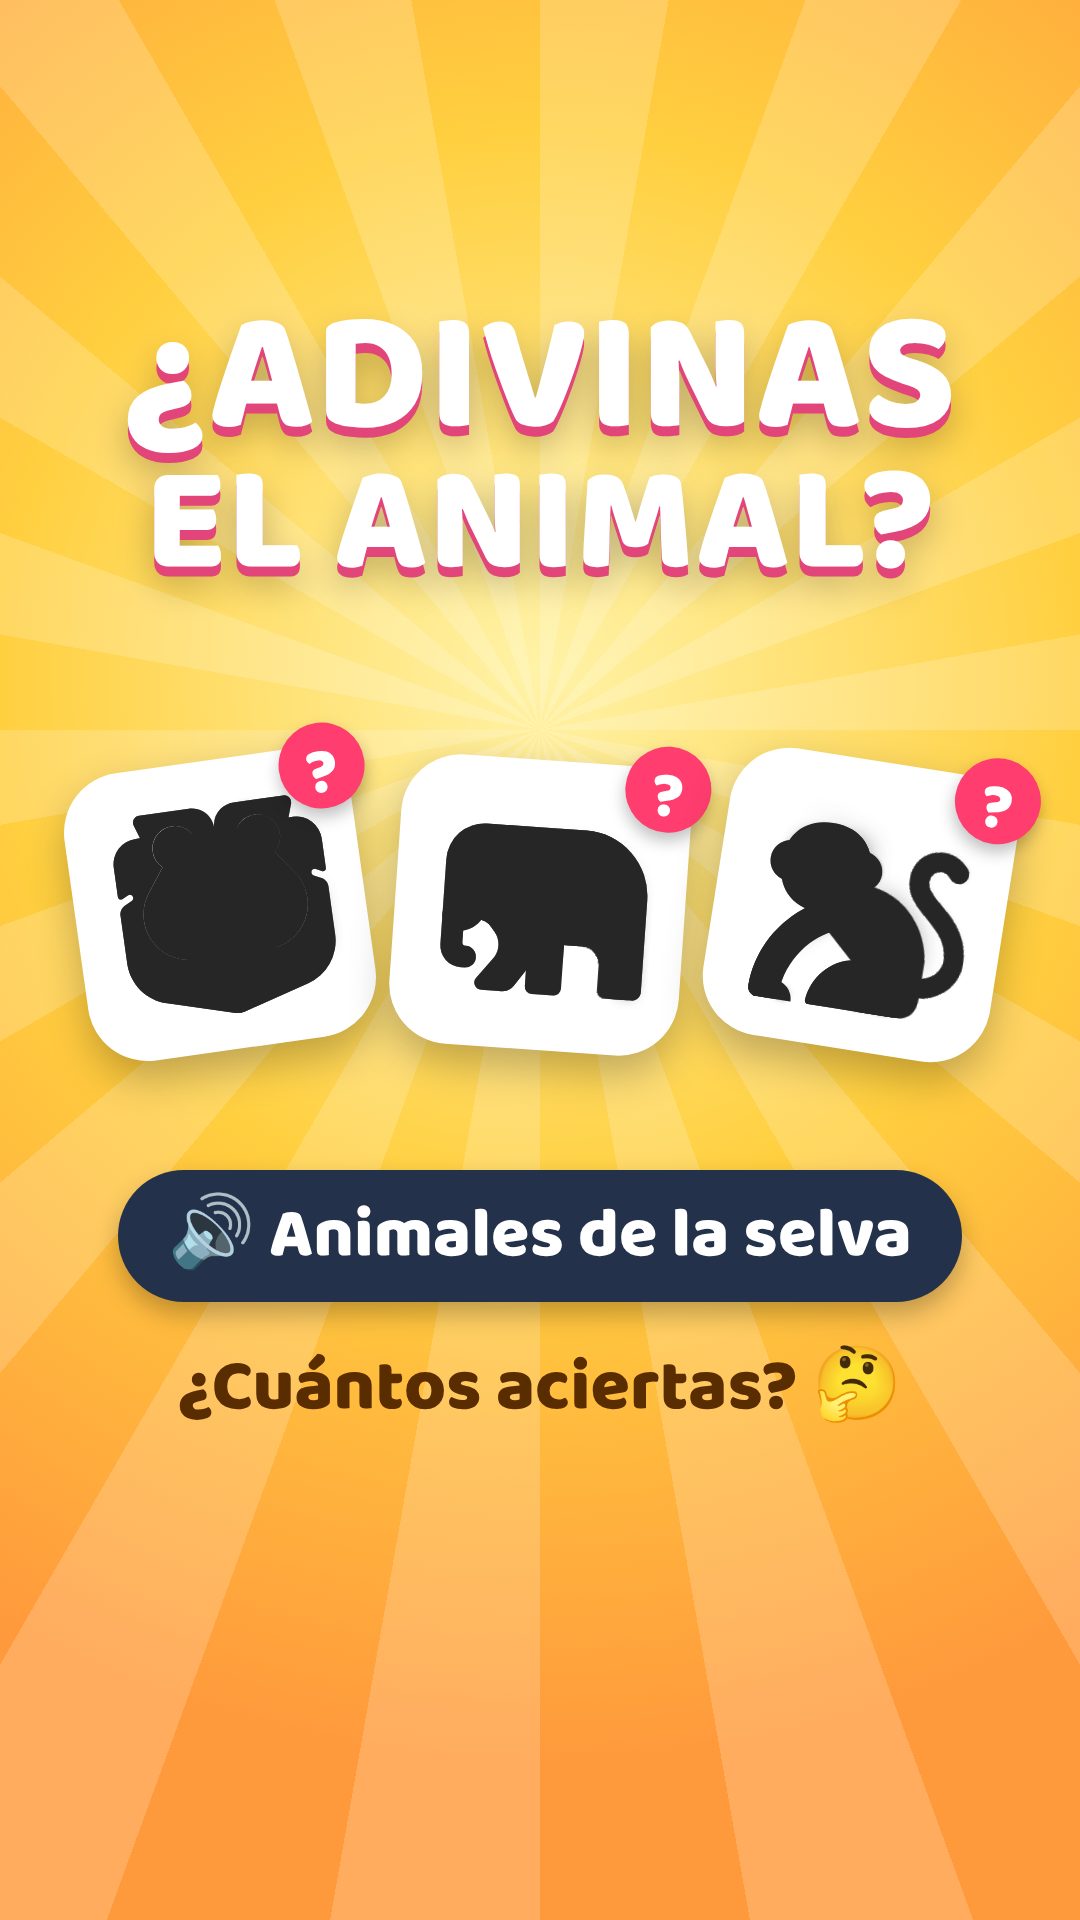 ¿ADIVINAS
EL ANIMAL?
? ? ?
🔊 Animales de la selva
¿Cuántos aciertas? 🤔